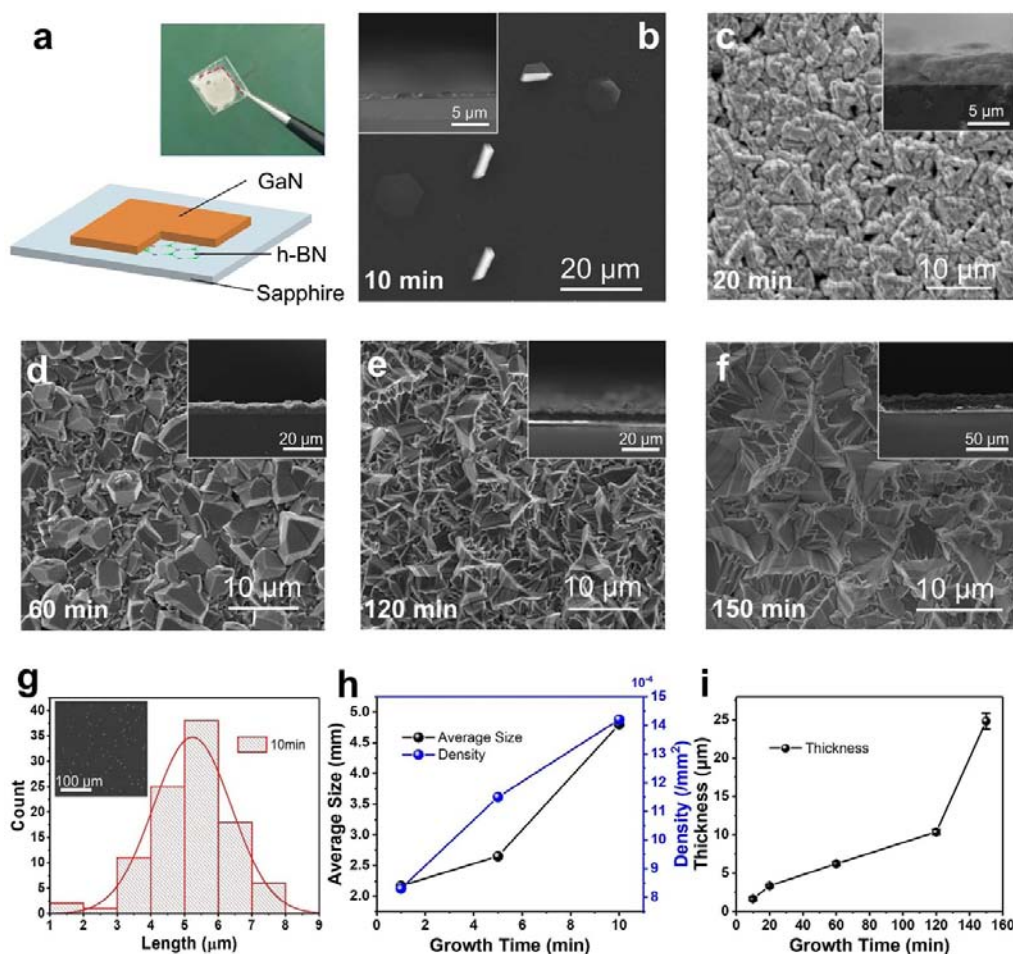 a
GaN
h-BN
Sapphire
b
5 µm
10 min
20 µm
c
5 µm
20 min
10 µm
d
20 µm
60 min
10 µm
e
20 µm
120 min
10 µm
f
50 µm
150 min
10 µm
g
40
35
30
25
20
15
10
5
0
Count
100 µm
10min
1 2 3 4 5 6 7 8 9
Length (µm)
h
10⁻⁴
5.0
4.5
4.0
3.5
3.0
2.5
2.0
Average Size (mm)
Average Size
Density
15
14
13
12
11
10
9
8
Density (/mm²)
0 2 4 6 8 10
Growth Time (min)
i
25
20
15
10
5
0
Thickness (µm)
Thickness
0 20 40 60 80 100 120 140 160
Growth Time (min)